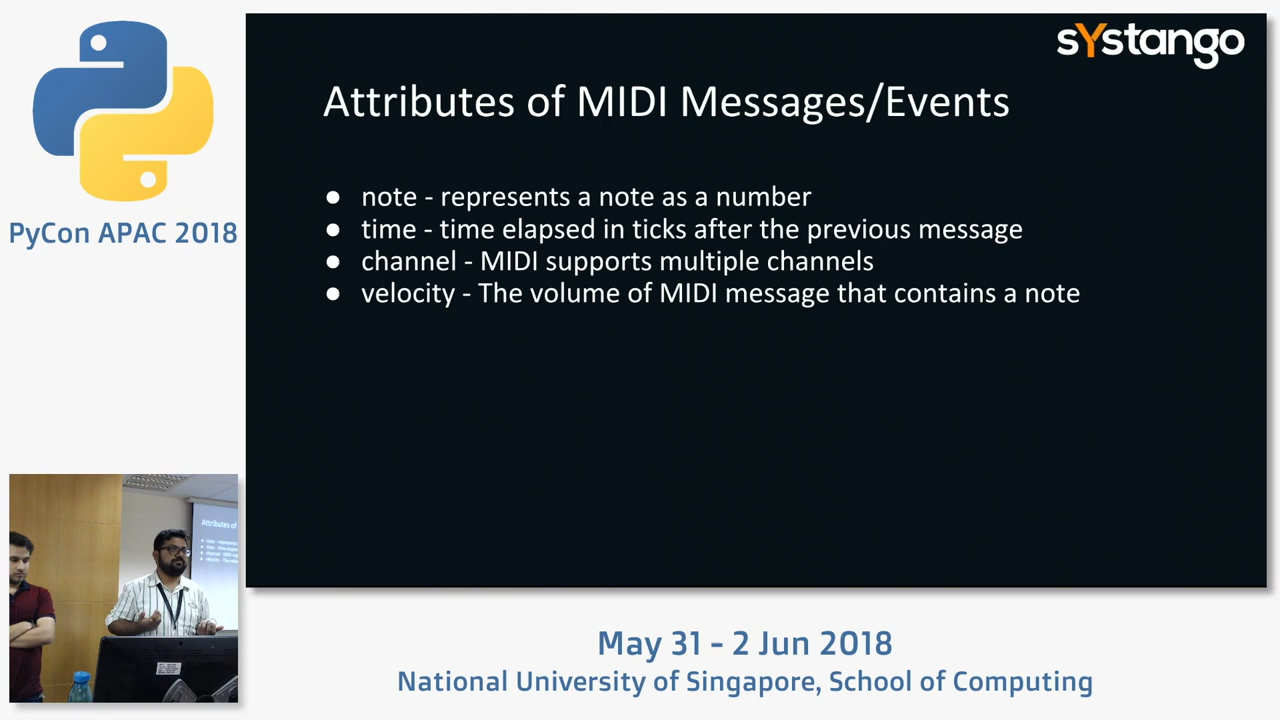 sYstango
Attributes of MIDI Messages/Events
● note - represents a note as a number
● time - time elapsed in ticks after the previous message
● channel - MIDI supports multiple channels
● velocity - The volume of MIDI message that contains a note
PyCon APAC 2018
Attributes of
May 31 - 2 Jun 2018
National University of Singapore, School of Computing